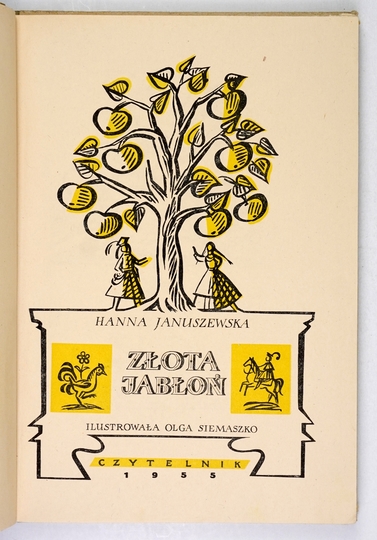 HANNA JANUSZEWSKA
ZŁOTA
JABŁOŃ
ILUSTROWAŁA OLGA SIEMASZKO
CZYTELNIK
1955